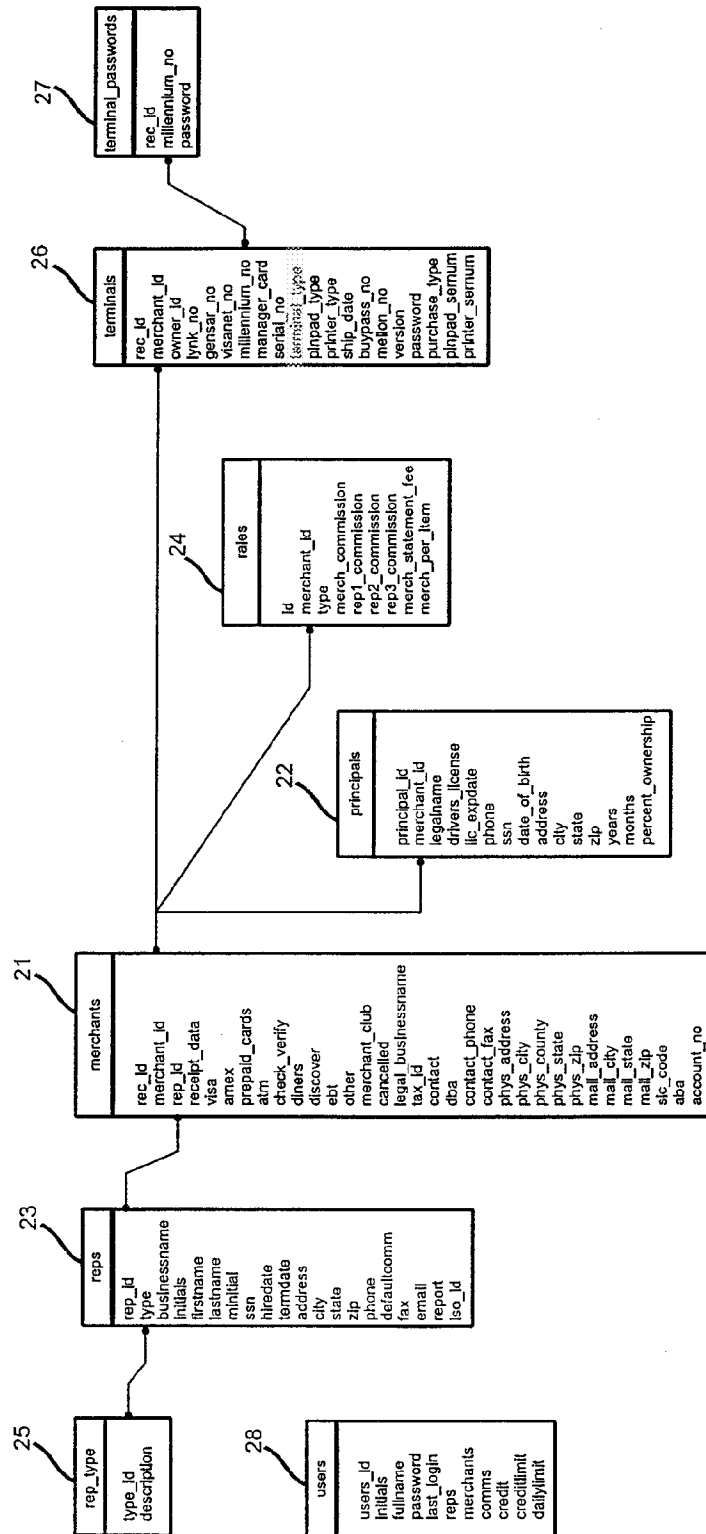 25
rep_type
type_id
description
23
reps
rep_id
type
businessname
initials
firstname
lastname
minitial
ssn
hiredate
termdate
address
city
state
zip
phone
defaultcomm
fax
email
report
iso_id
21
merchants
rec_id
merchant_id
rep_id
receipt_data
visa
amex
prepaid_cards
atm
check_verify
diners
discover
ebt
other
merchant_club
cancelled
legal_businessname
tax_id
contact
dba
contact_phone
contact_fax
phys_address
phys_city
phys_county
phys_state
phys_zip
mail_address
mail_city
mail_state
mail_zip
sic_code
aba
account_no
28
users
users_id
initials
fullname
password
last_login
reps
merchants
comms
credit
creditlimit
dailylimit
22
principals
principal_id
merchant_id
legalname
drivers_license
lic_expdate
phone
ssn
date_of_birth
address
city
state
zip
years
months
percent_ownership
24
rates
id
merchant_id
type
merch_commission
rep1_commission
rep2_commission
rep3_commission
merch_statement_fee
merch_per_item
26
terminals
rec_id
merchant_id
owner_id
lynk_no
gensar_no
visanet_no
millennium_no
manager_card
serial_no
terminal_type
pinpad_type
printer_type
ship_date
buypass_no
mellon_no
version
password
purchase_type
pinpad_sernum
printer_sernum
27
terminal_passwords
rec_id
millennium_no
password